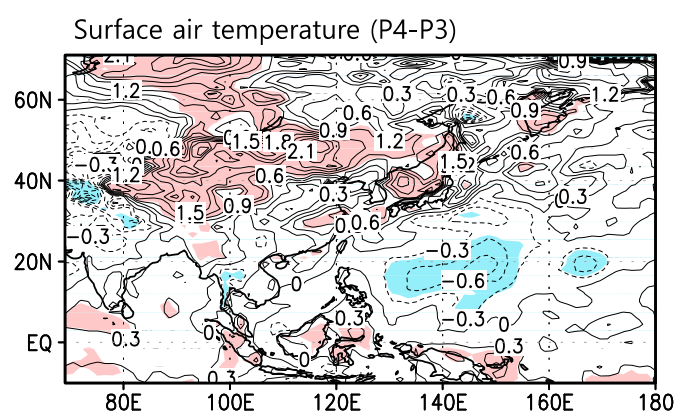 Surface air temperature (P4-P3)
2.1 0.9
60N 1.2 0.3 0.3 0.6 1.2
0.6 0.9
0.9
0.6 1.5 1.8 2.1 1.2 0.6
-0.3 1.2 1.5
40N 0.6 0.3 0.3
1.5 0.9 0.6
-0.3 -0.3
20N 0 -0.6
0.3 -0.3 0
EQ 0.3 0 0.3
0
0.3
80E 100E 120E 140E 160E 180